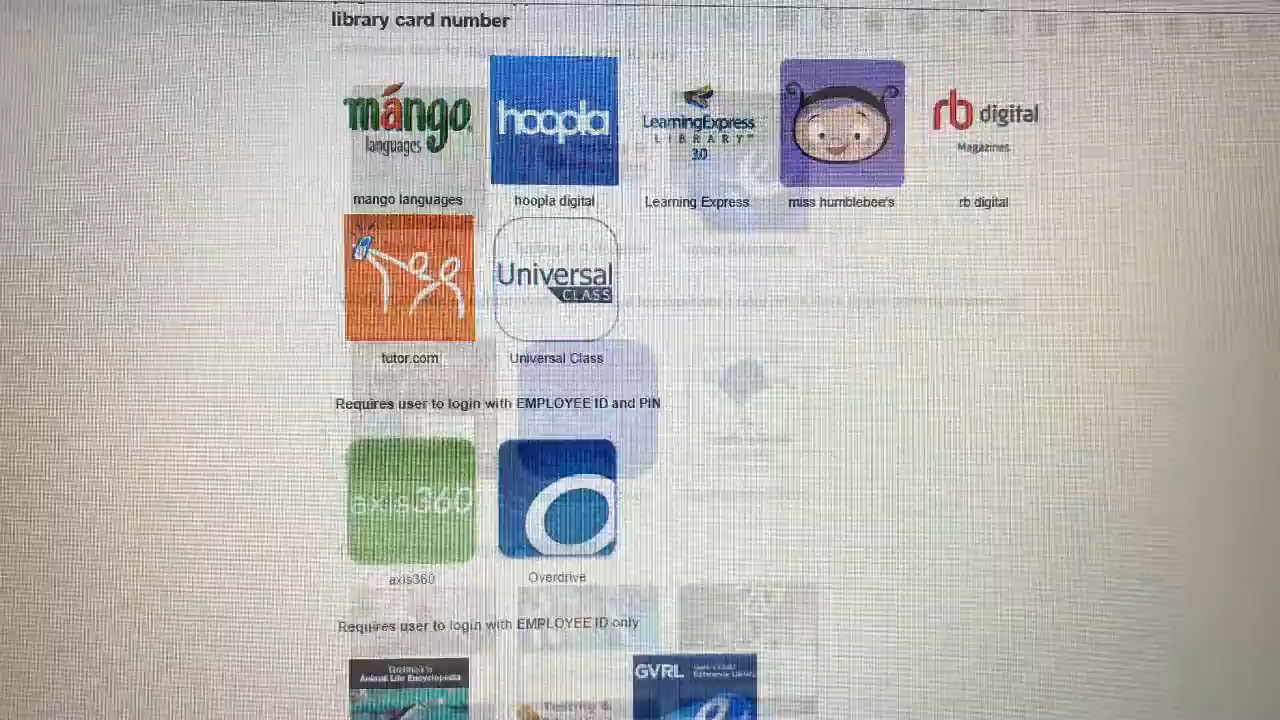 library card number
mángo
languages
hoopla
LearningExpress
LIBRARY
3.0
rb digital
Magazines
mango languages
hoopla digital
Learning Express
miss humblebee's
rb digital
Universal
CLASS
tutor.com
Universal Class
Requires user to login with EMPLOYEE ID and PIN
axis360
axis360
Overdrive
Requires user to login with EMPLOYEE ID only
Animal Life Encyclopedia
GVRL